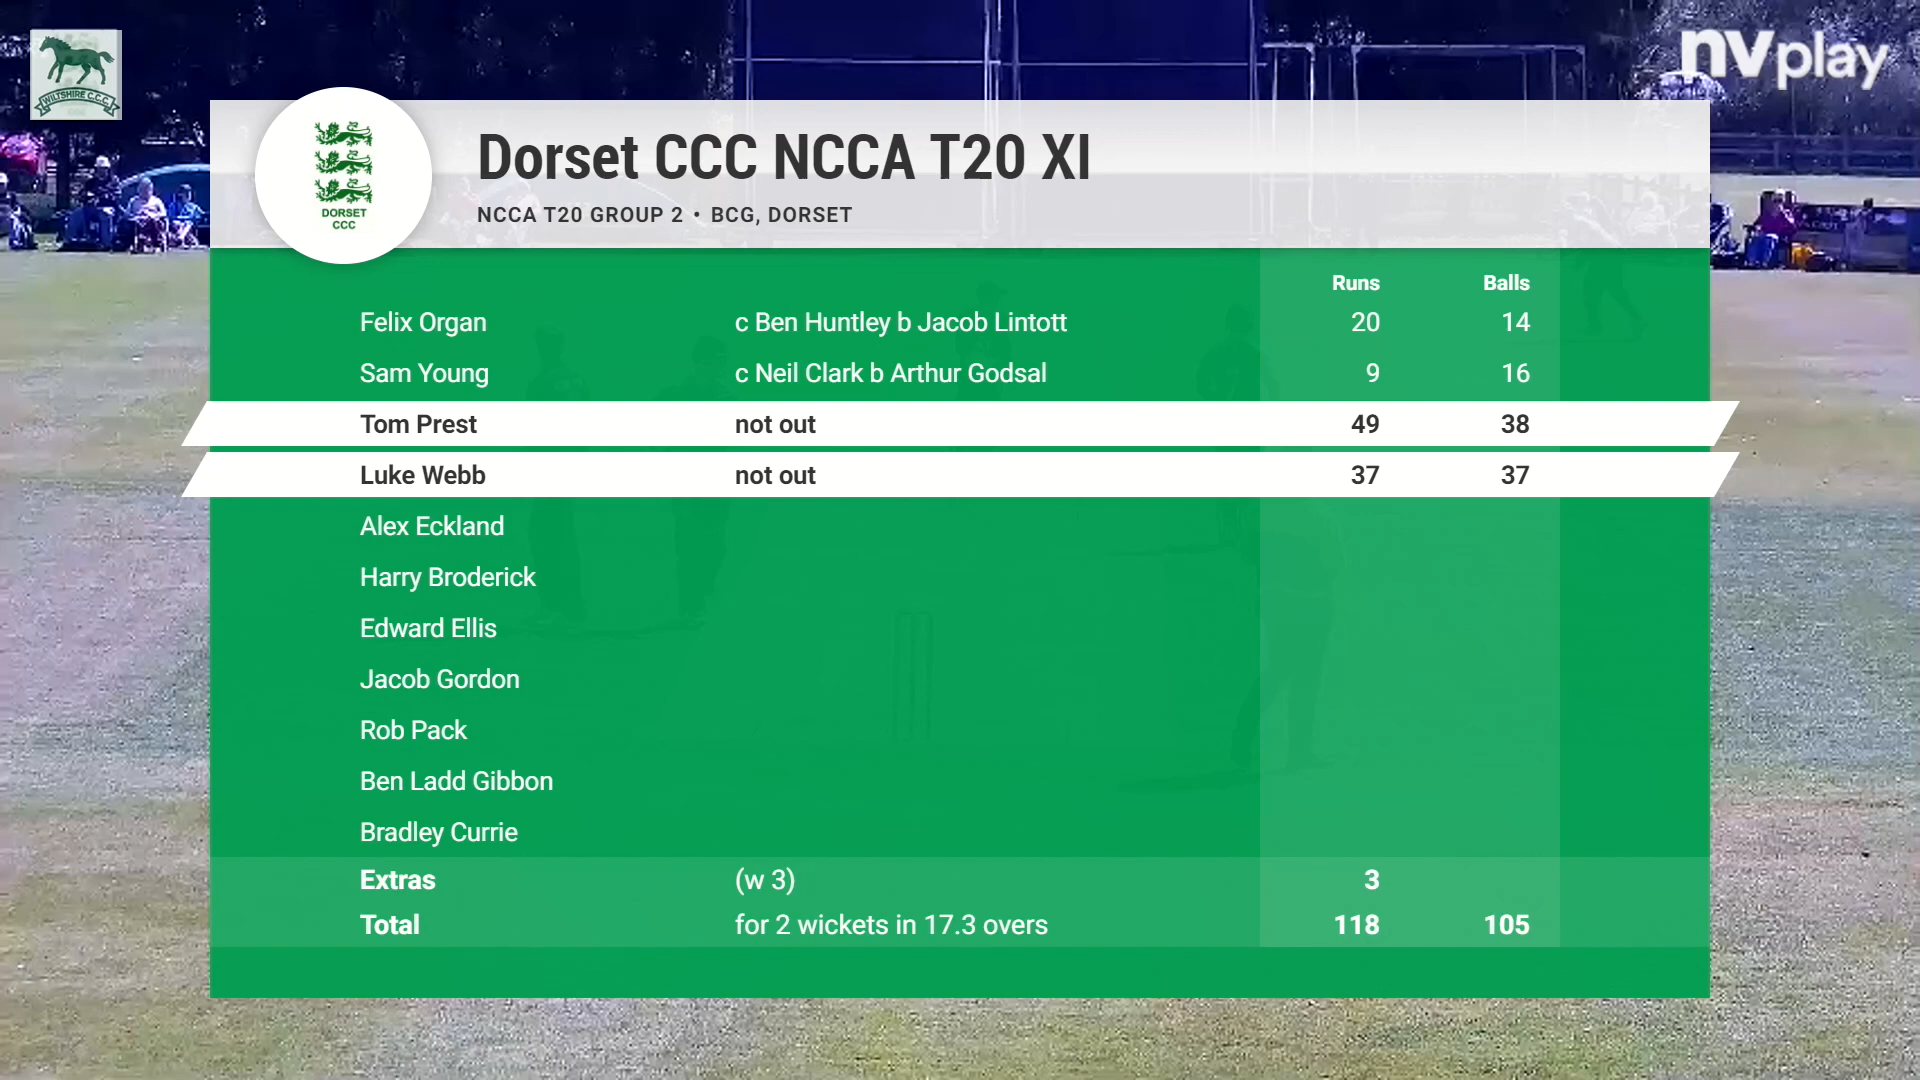 WILTSHIRE C.C.C.
nvplay
DORSET
CCC
Dorset CCC NCCA T20 XI
NCCA T20 GROUP 2 • BCG, DORSET
Runs Balls
Felix Organ c Ben Huntley b Jacob Lintott 20 14
Sam Young c Neil Clark b Arthur Godsal 9 16
Tom Prest not out 49 38
Luke Webb not out 37 37
Alex Eckland
Harry Broderick
Edward Ellis
Jacob Gordon
Rob Pack
Ben Ladd Gibbon
Bradley Currie
Extras (w 3) 3
Total for 2 wickets in 17.3 overs 118 105